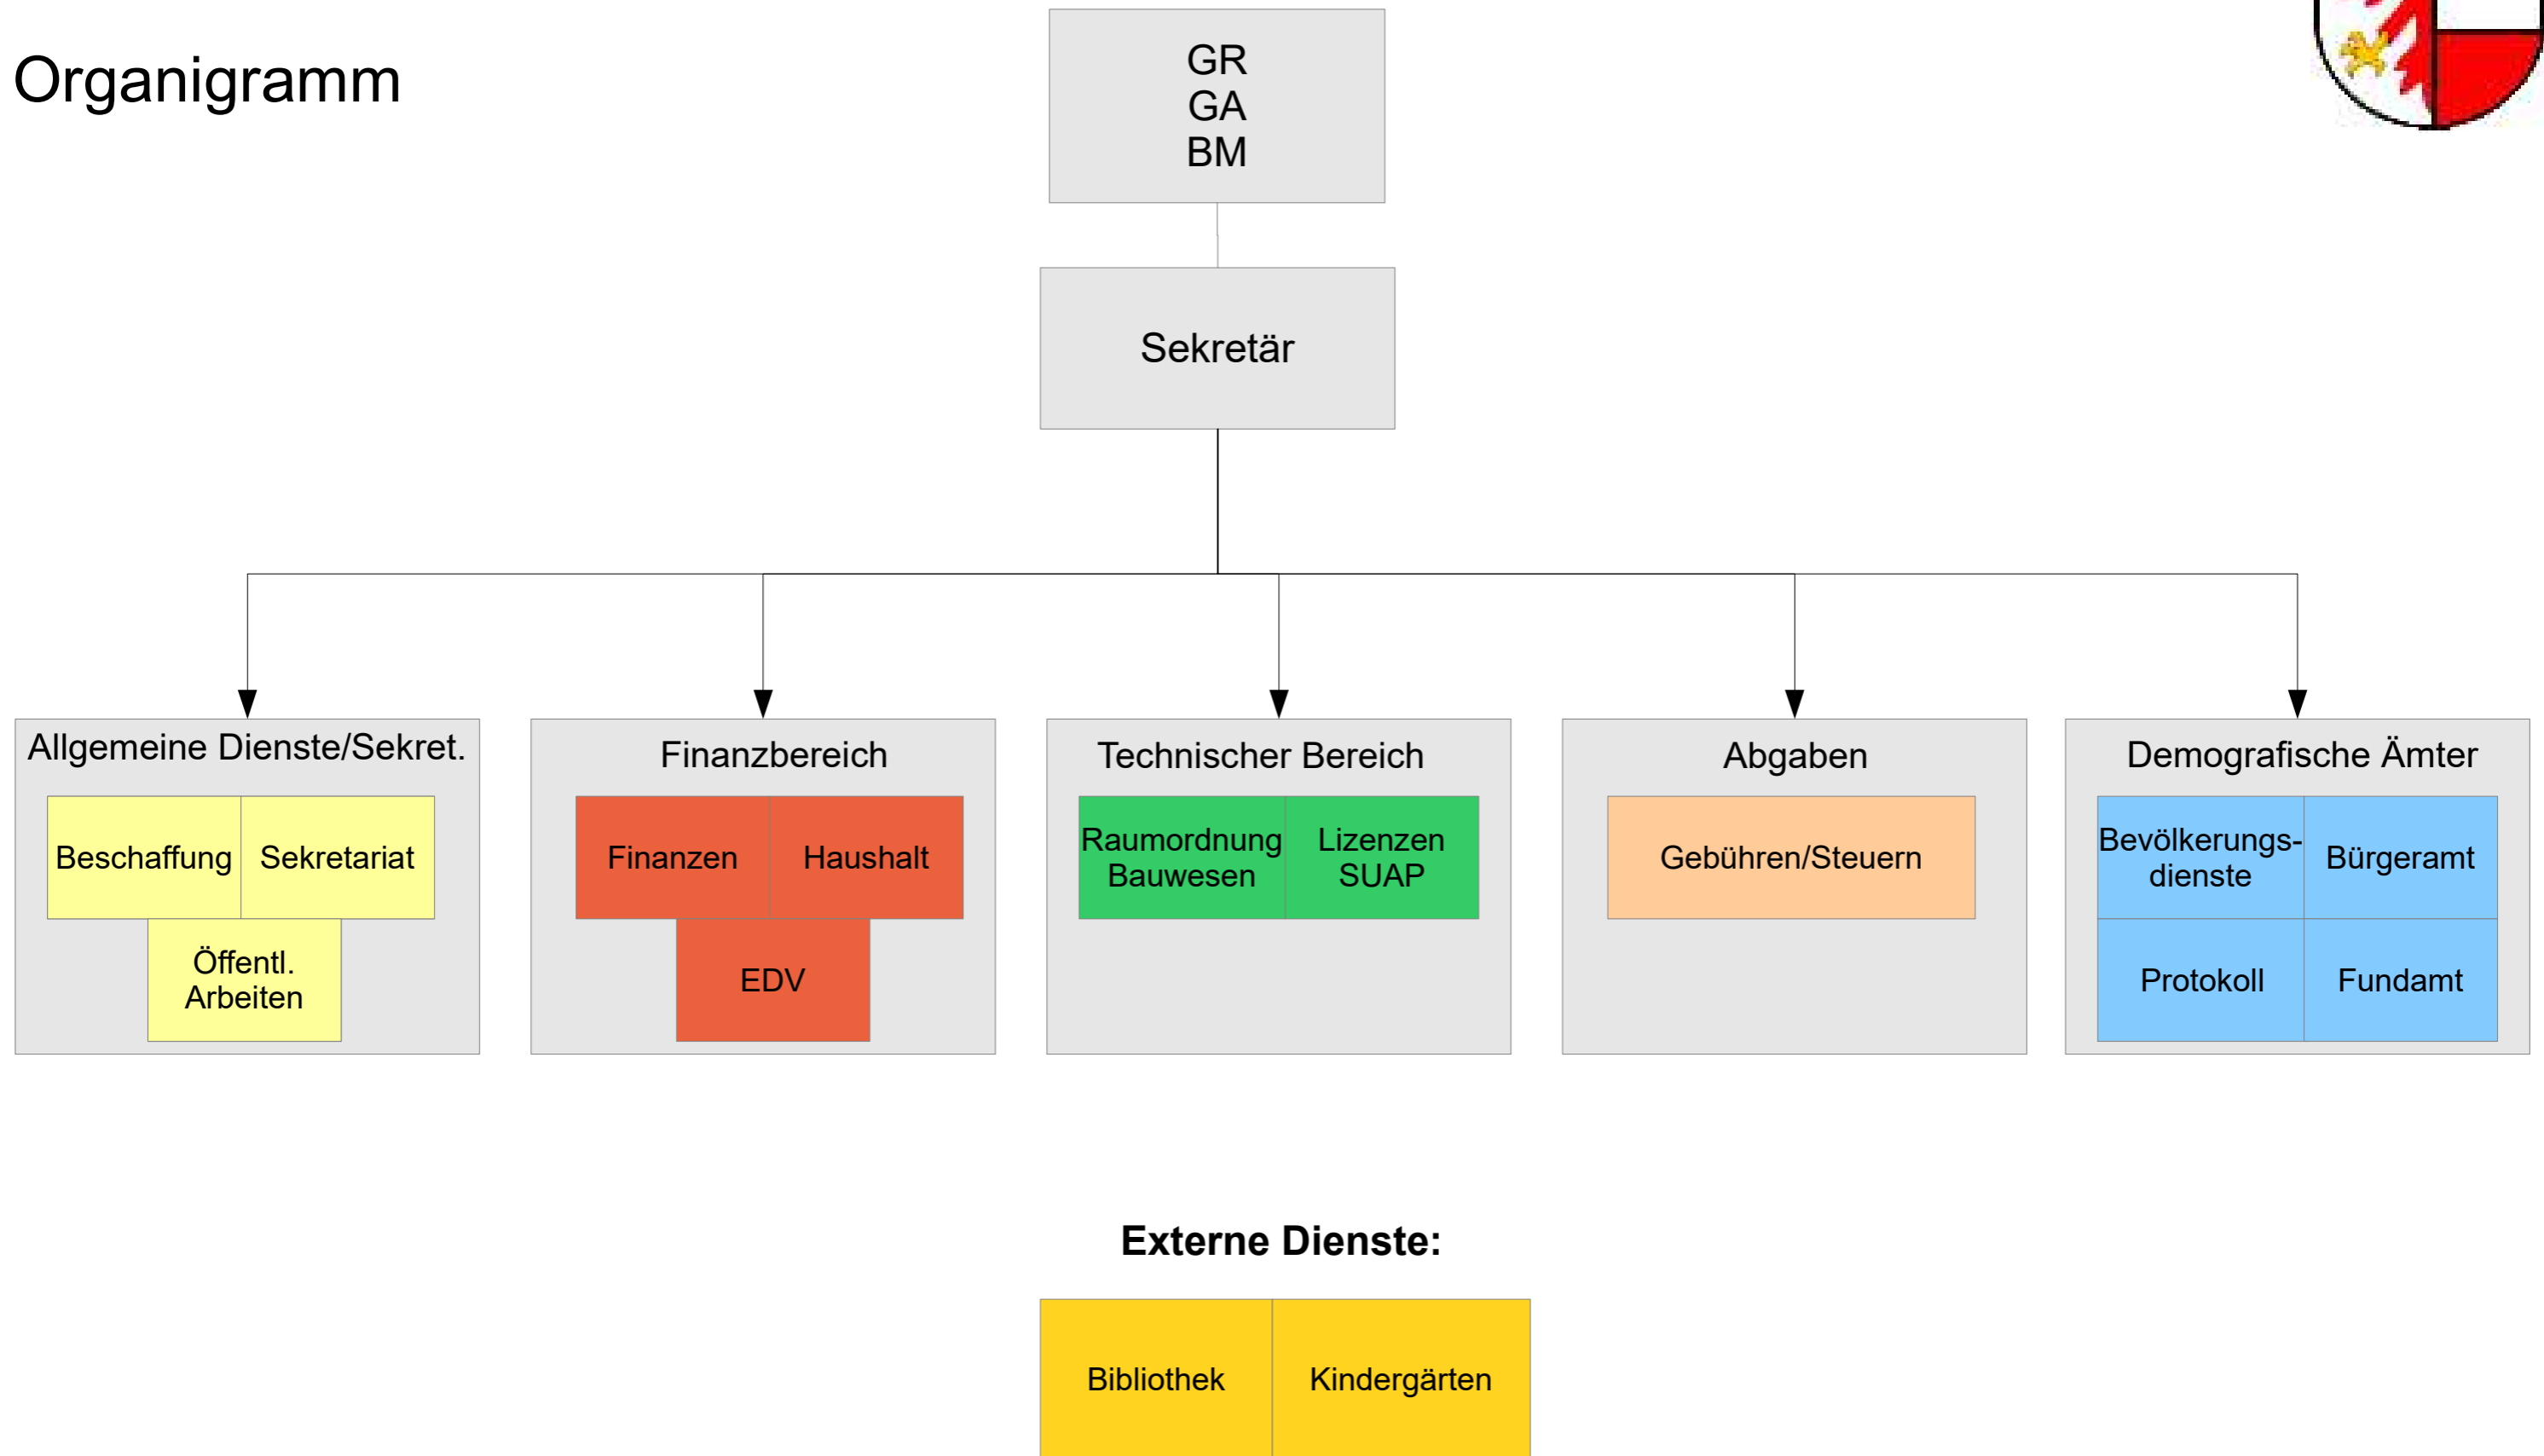 Organigramm
GR
GA
BM
Sekretär
Allgemeine Dienste/Sekret.
Beschaffung
Sekretariat
Öffentl.
Arbeiten
Finanzbereich
Finanzen
Haushalt
EDV
Technischer Bereich
Raumordnung
Bauwesen
Lizenzen
SUAP
Abgaben
Gebühren/Steuern
Demografische Ämter
Bevölkerungs-
dienste
Bürgeramt
Protokoll
Fundamt
Externe Dienste:
Bibliothek
Kindergärten